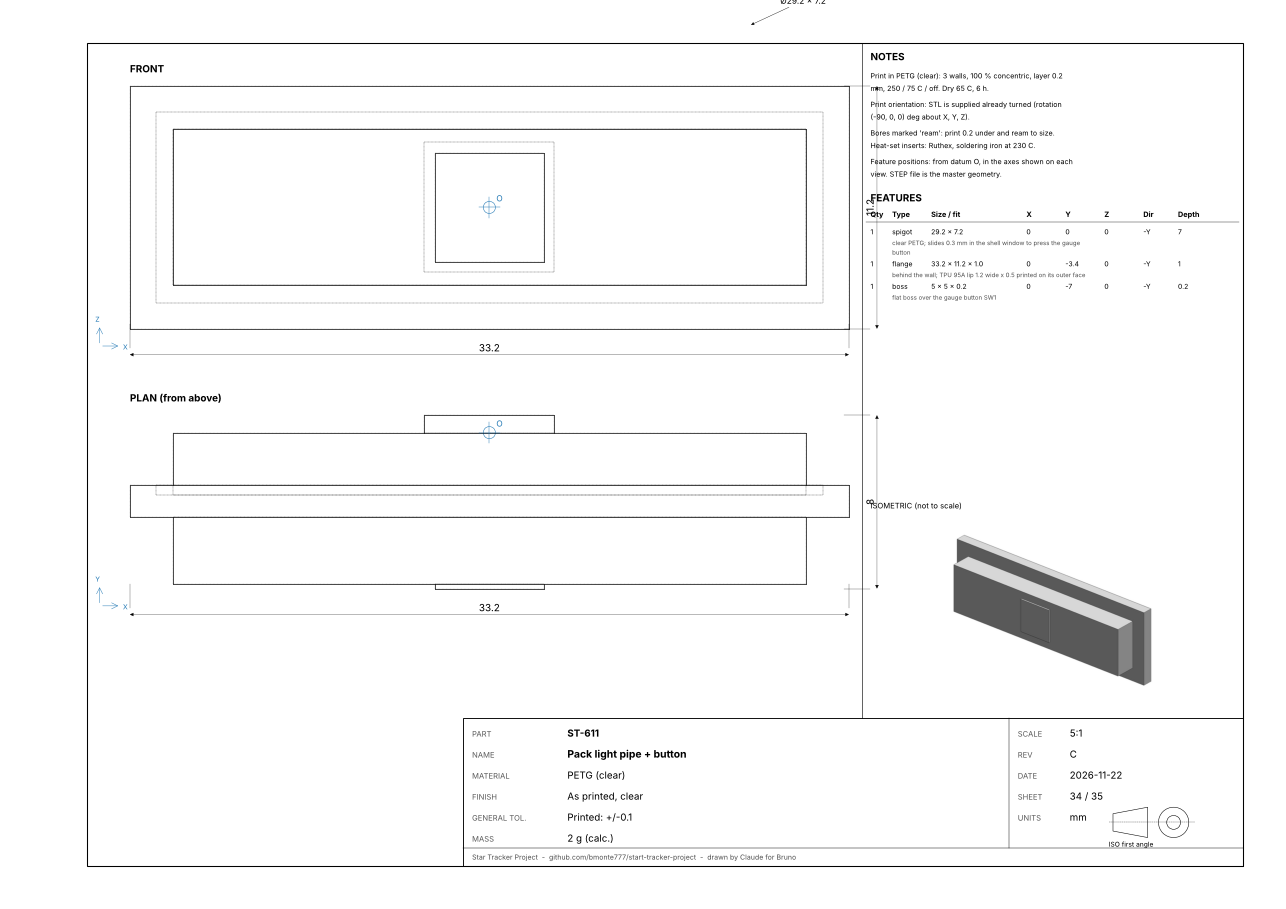 Ø29.2 × 7.2
FRONT
O
Z
X
33.2
11.2
PLAN (from above)
O
Y
X
33.2
8
NOTES
Print in PETG (clear): 3 walls, 100 % concentric, layer 0.2
mm, 250 / 75 C / off. Dry 65 C, 6 h.
Print orientation: STL is supplied already turned (rotation
(-90, 0, 0) deg about X, Y, Z).
Bores marked 'ream': print 0.2 under and ream to size.
Heat-set inserts: Ruthex, soldering iron at 230 C.
Feature positions: from datum O, in the axes shown on each
view. STEP file is the master geometry.
FEATURES
Qty Type Size / fit X Y Z Dir Depth
1 spigot 29.2 × 7.2 0 0 0 -Y 7
clear PETG; slides 0.3 mm in the shell window to press the gauge
button
1 flange 33.2 × 11.2 × 1.0 0 -3.4 0 -Y 1
behind the wall; TPU 95A lip 1.2 wide x 0.5 printed on its outer face
1 boss 5 × 5 × 0.2 0 -7 0 -Y 0.2
flat boss over the gauge button SW1
ISOMETRIC (not to scale)
PART ST-611
NAME Pack light pipe + button
MATERIAL PETG (clear)
FINISH As printed, clear
GENERAL TOL. Printed: +/-0.1
MASS 2 g (calc.)
SCALE 5:1
REV C
DATE 2026-11-22
SHEET 34 / 35
UNITS mm
ISO first angle
Star Tracker Project - github.com/bmonte777/start-tracker-project - drawn by Claude for Bruno